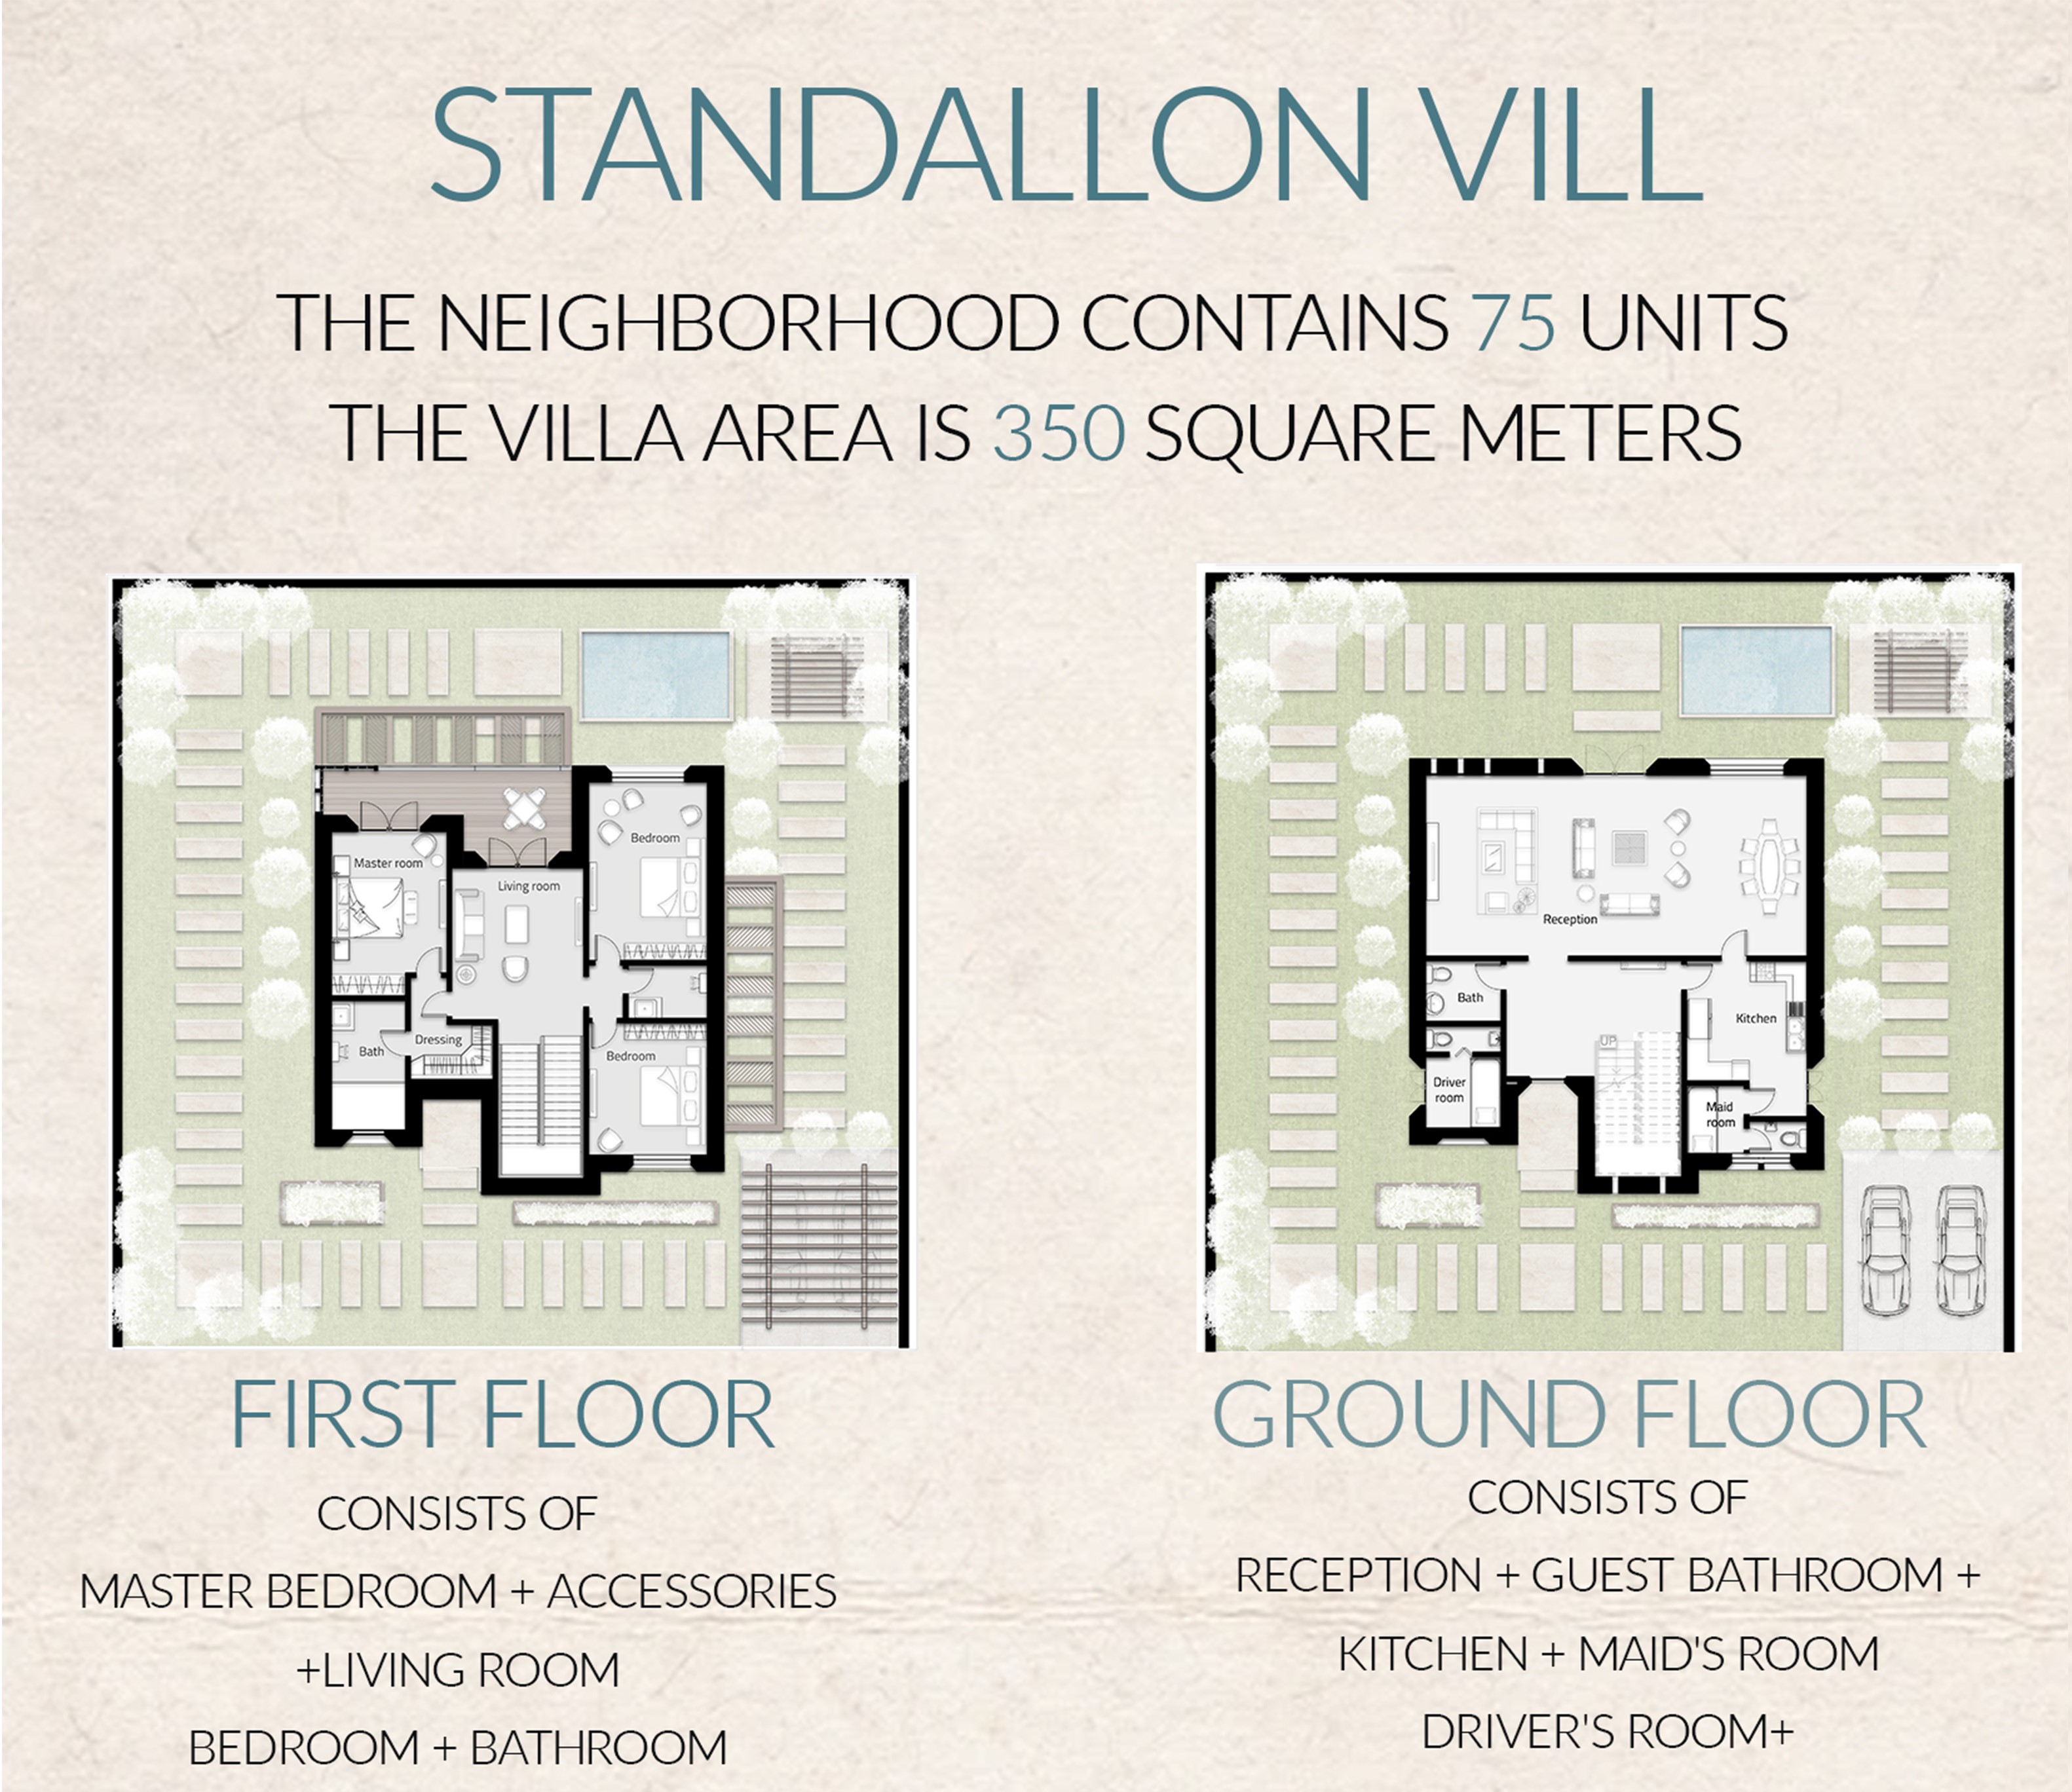 STANDALLON VILL
THE NEIGHBORHOOD CONTAINS 75 UNITS
THE VILLA AREA IS 350 SQUARE METERS
Master room
Living room
Bedroom
Bath
Dressing
Bedroom
Reception
Bath
Kitchen
UP
Driver
room
Maid
room
FIRST FLOOR
CONSISTS OF
MASTER BEDROOM + ACCESSORIES
+LIVING ROOM
BEDROOM + BATHROOM
GROUND FLOOR
CONSISTS OF
RECEPTION + GUEST BATHROOM +
KITCHEN + MAID'S ROOM
DRIVER'S ROOM+